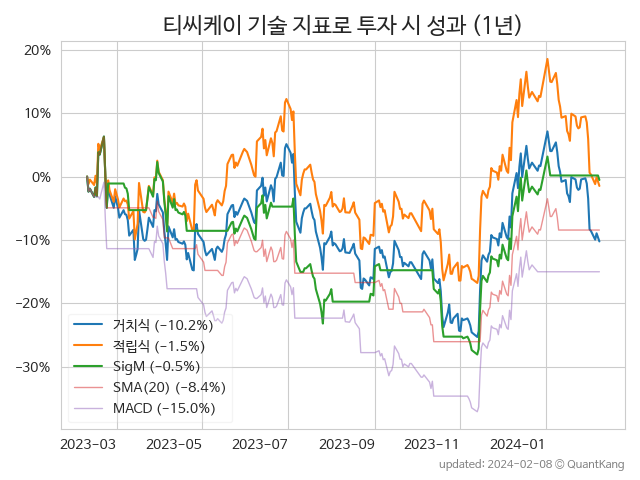 티씨케이 기술 지표로 투자 시 성과 (1년)
20%
10%
0%
−10%
−20%
−30%
거치식 (−10.2%)
적립식 (−1.5%)
SigM (−0.5%)
SMA(20) (−8.4%)
MACD (−15.0%)
2023-03
2023-05
2023-07
2023-09
2023-11
2024-01
updated: 2024-02-08 © QuantKang